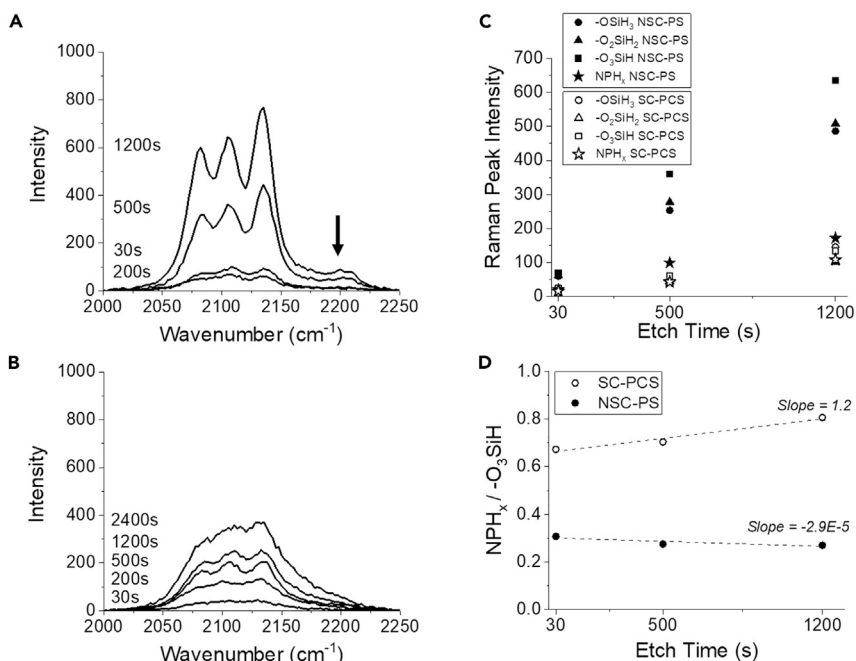 A
1000
800
600
400
200
0
Intensity
1200s
500s
30s
200s
2000 2050 2100 2150 2200 2250
Wavenumber (cm⁻¹)
B
1000
800
600
400
200
0
Intensity
2400s
1200s
500s
200s
30s
2000 2050 2100 2150 2200 2250
Wavenumber (cm⁻¹)
C
-OSiH₃ NSC-PS
-O₂SiH₂ NSC-PS
-O₃SiH NSC-PS
NPHₓ NSC-PS
-OSiH₃ SC-PCS
-O₂SiH₂ SC-PCS
-O₃SiH SC-PCS
NPHₓ SC-PCS
700
600
500
400
300
200
100
0
Raman Peak Intensity
30 500 1200
Etch Time (s)
D
SC-PCS
NSC-PS
1.0
0.8
0.6
0.4
0.2
0.0
NPHₓ / -O₃SiH
Slope = 1.2
Slope = -2.9E-5
30 500 1200
Etch Time (s)